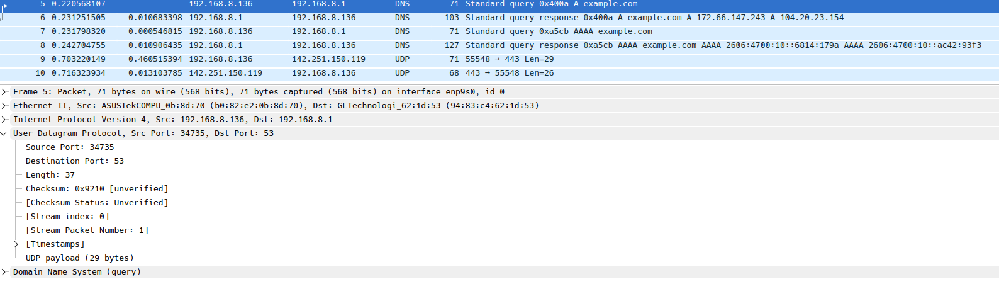 5 0.220568107 192.168.8.136 192.168.8.1 DNS 71 Standard query 0x400a A example.com
6 0.231251505 0.010683398 192.168.8.1 192.168.8.136 DNS 103 Standard query response 0x400a A example.com A 172.66.147.243 A 104.20.23.154
7 0.231798320 0.000546815 192.168.8.136 192.168.8.1 DNS 71 Standard query 0xa5cb AAAA example.com
8 0.242704755 0.010906435 192.168.8.1 192.168.8.136 DNS 127 Standard query response 0xa5cb AAAA example.com AAAA 2606:4700:10::6814:179a AAAA 2606:4700:10::ac42:93f3
9 0.703220149 0.460515394 192.168.8.136 142.251.150.119 UDP 71 55548 → 443 Len=29
10 0.716323934 0.013103785 142.251.150.119 192.168.8.136 UDP 68 443 → 55548 Len=26
Frame 5: Packet, 71 bytes on wire (568 bits), 71 bytes captured (568 bits) on interface enp9s0, id 0
Ethernet II, Src: ASUSTekCOMPU_0b:8d:70 (b0:82:e2:0b:8d:70), Dst: GLTechnologi_62:1d:53 (94:83:c4:62:1d:53)
Internet Protocol Version 4, Src: 192.168.8.136, Dst: 192.168.8.1
User Datagram Protocol, Src Port: 34735, Dst Port: 53
Source Port: 34735
Destination Port: 53
Length: 37
Checksum: 0x9210 [unverified]
[Checksum Status: Unverified]
[Stream index: 0]
[Stream Packet Number: 1]
[Timestamps]
UDP payload (29 bytes)
Domain Name System (query)